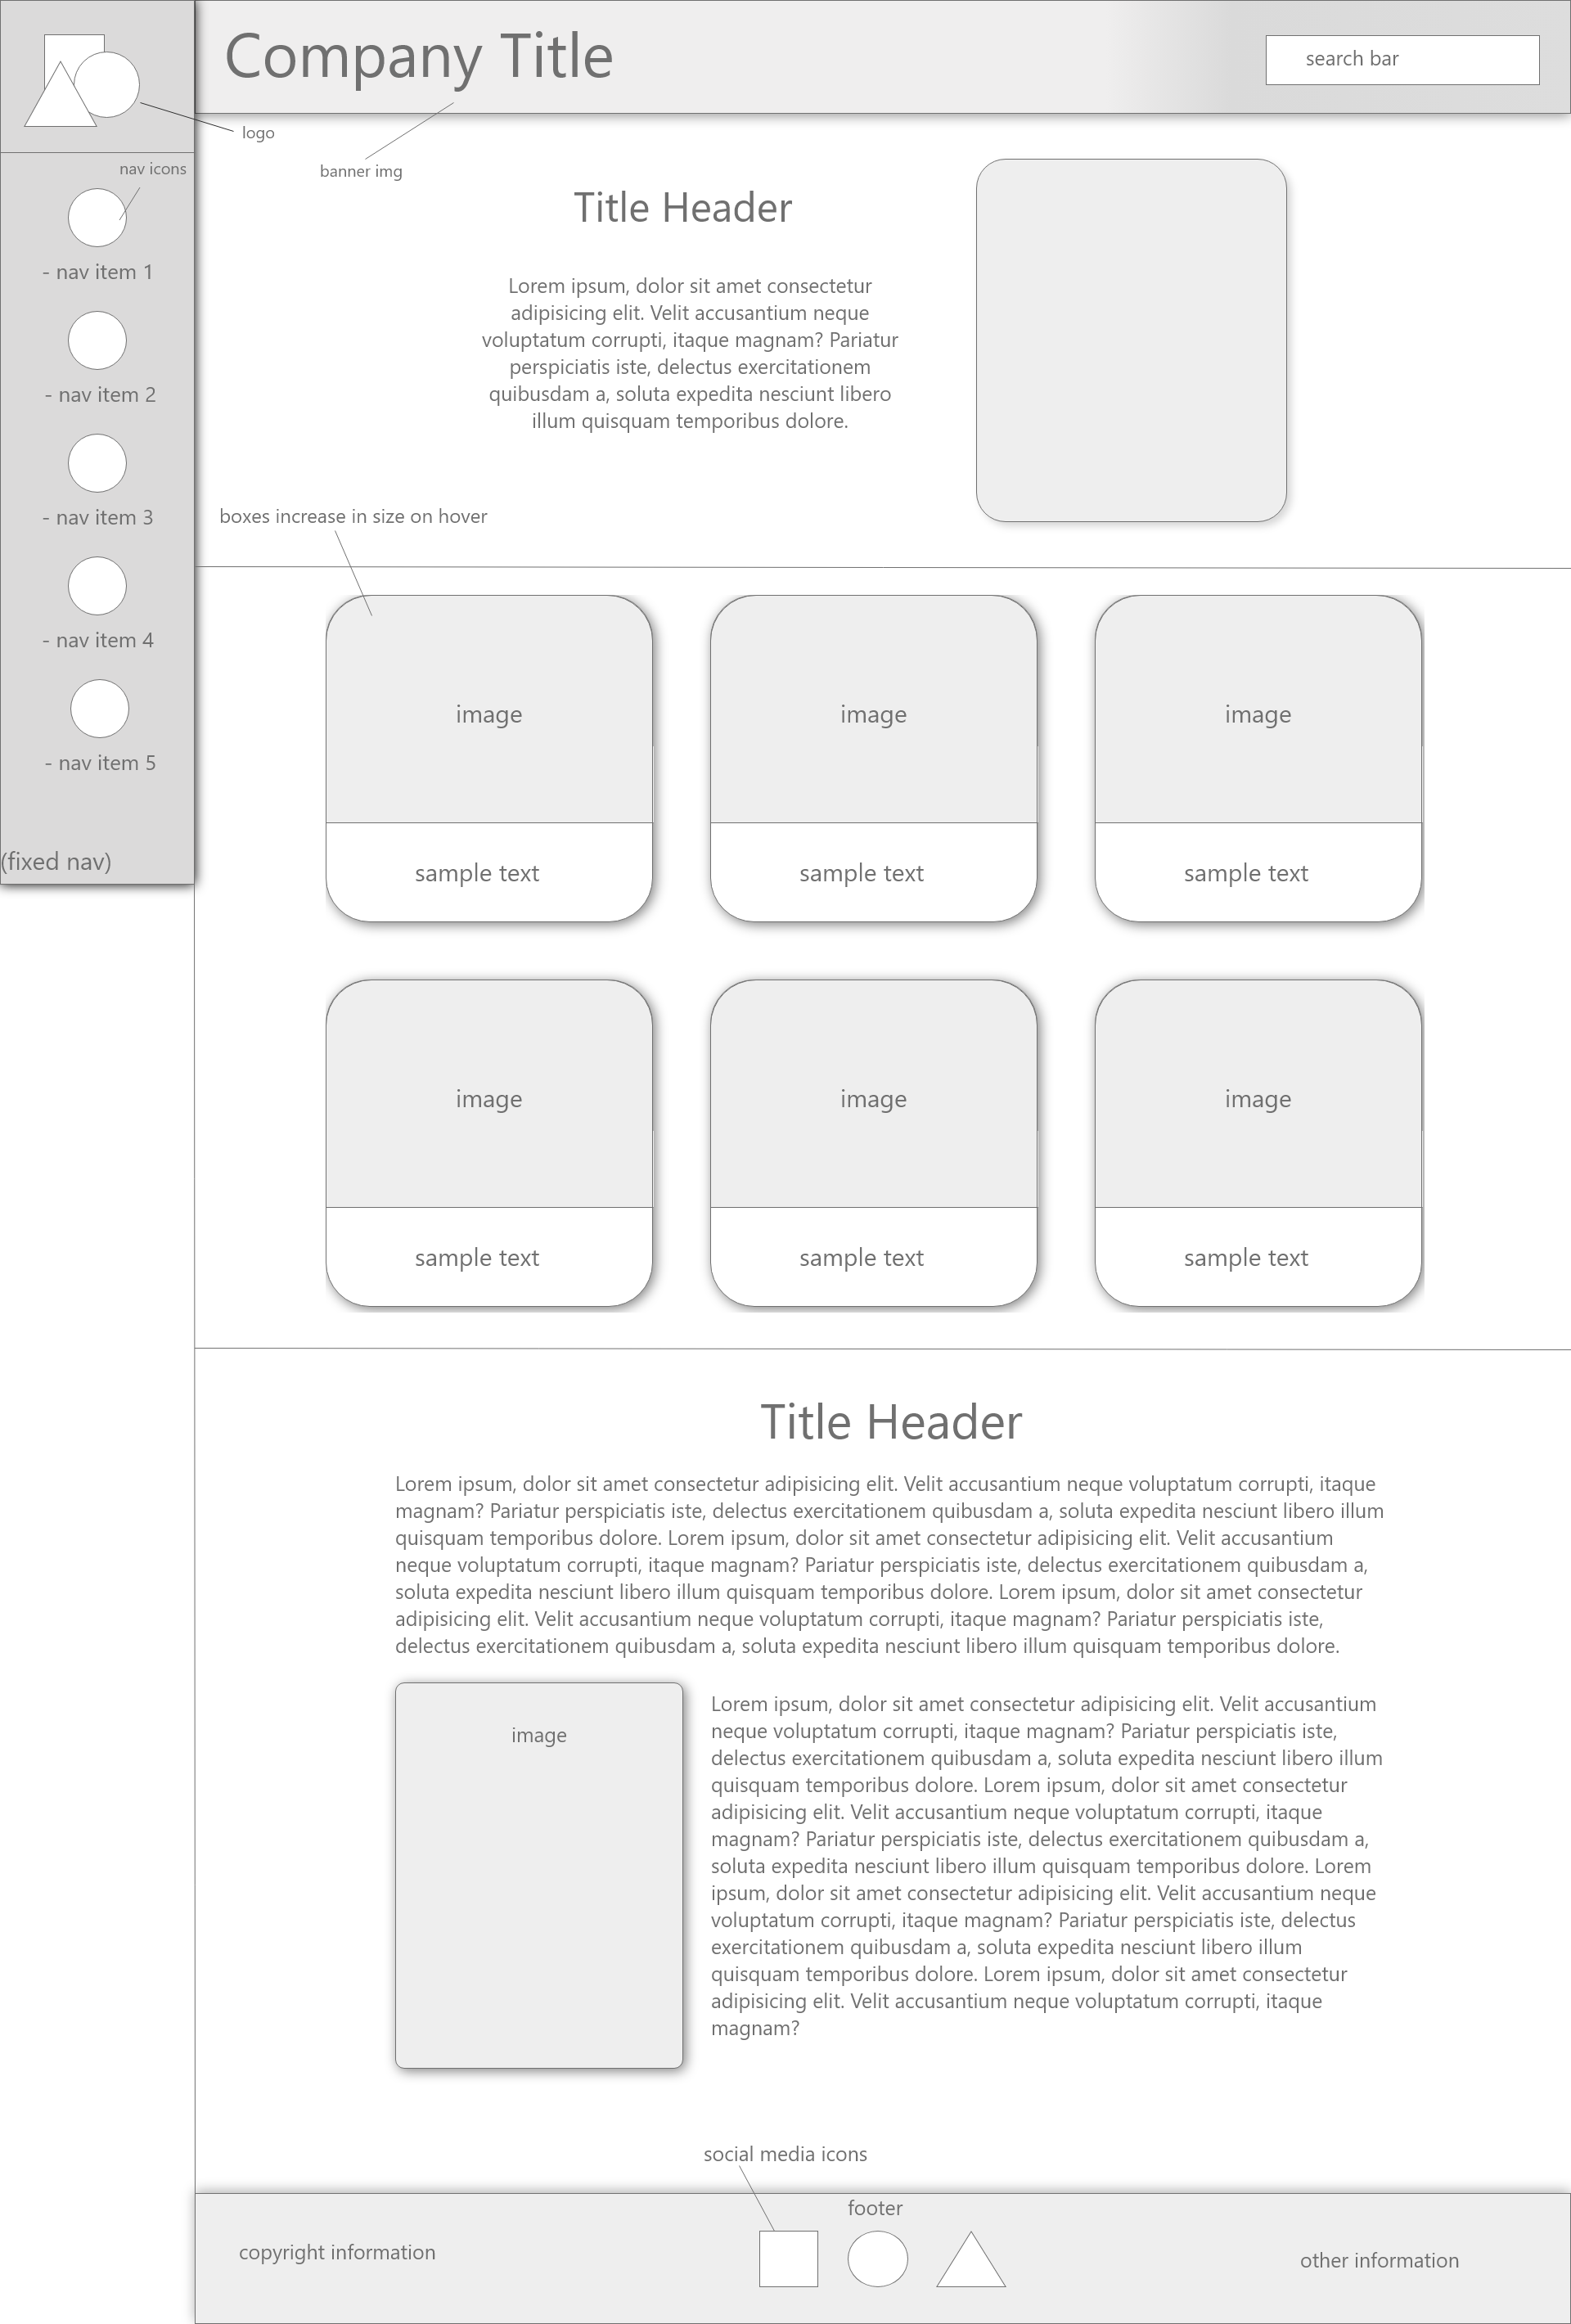 Company Title
search bar
logo
banner img
nav icons
- nav item 1
- nav item 2
- nav item 3
- nav item 4
- nav item 5
(fixed nav)
Title Header
Lorem ipsum, dolor sit amet consectetur
adipisicing elit. Velit accusantium neque
voluptatum corrupti, itaque magnam? Pariatur
perspiciatis iste, delectus exercitationem
quibusdam a, soluta expedita nesciunt libero
illum quisquam temporibus dolore.
boxes increase in size on hover
image
image
image
sample text
sample text
sample text
image
image
image
sample text
sample text
sample text
Title Header
Lorem ipsum, dolor sit amet consectetur adipisicing elit. Velit accusantium neque voluptatum corrupti, itaque
magnam? Pariatur perspiciatis iste, delectus exercitationem quibusdam a, soluta expedita nesciunt libero illum
quisquam temporibus dolore. Lorem ipsum, dolor sit amet consectetur adipisicing elit. Velit accusantium
neque voluptatum corrupti, itaque magnam? Pariatur perspiciatis iste, delectus exercitationem quibusdam a,
soluta expedita nesciunt libero illum quisquam temporibus dolore. Lorem ipsum, dolor sit amet consectetur
adipisicing elit. Velit accusantium neque voluptatum corrupti, itaque magnam? Pariatur perspiciatis iste,
delectus exercitationem quibusdam a, soluta expedita nesciunt libero illum quisquam temporibus dolore.
image
Lorem ipsum, dolor sit amet consectetur adipisicing elit. Velit accusantium
neque voluptatum corrupti, itaque magnam? Pariatur perspiciatis iste,
delectus exercitationem quibusdam a, soluta expedita nesciunt libero illum
quisquam temporibus dolore. Lorem ipsum, dolor sit amet consectetur
adipisicing elit. Velit accusantium neque voluptatum corrupti, itaque
magnam? Pariatur perspiciatis iste, delectus exercitationem quibusdam a,
soluta expedita nesciunt libero illum quisquam temporibus dolore. Lorem
ipsum, dolor sit amet consectetur adipisicing elit. Velit accusantium neque
voluptatum corrupti, itaque magnam? Pariatur perspiciatis iste, delectus
exercitationem quibusdam a, soluta expedita nesciunt libero illum
quisquam temporibus dolore. Lorem ipsum, dolor sit amet consectetur
adipisicing elit. Velit accusantium neque voluptatum corrupti, itaque
magnam?
social media icons
footer
copyright information
other information